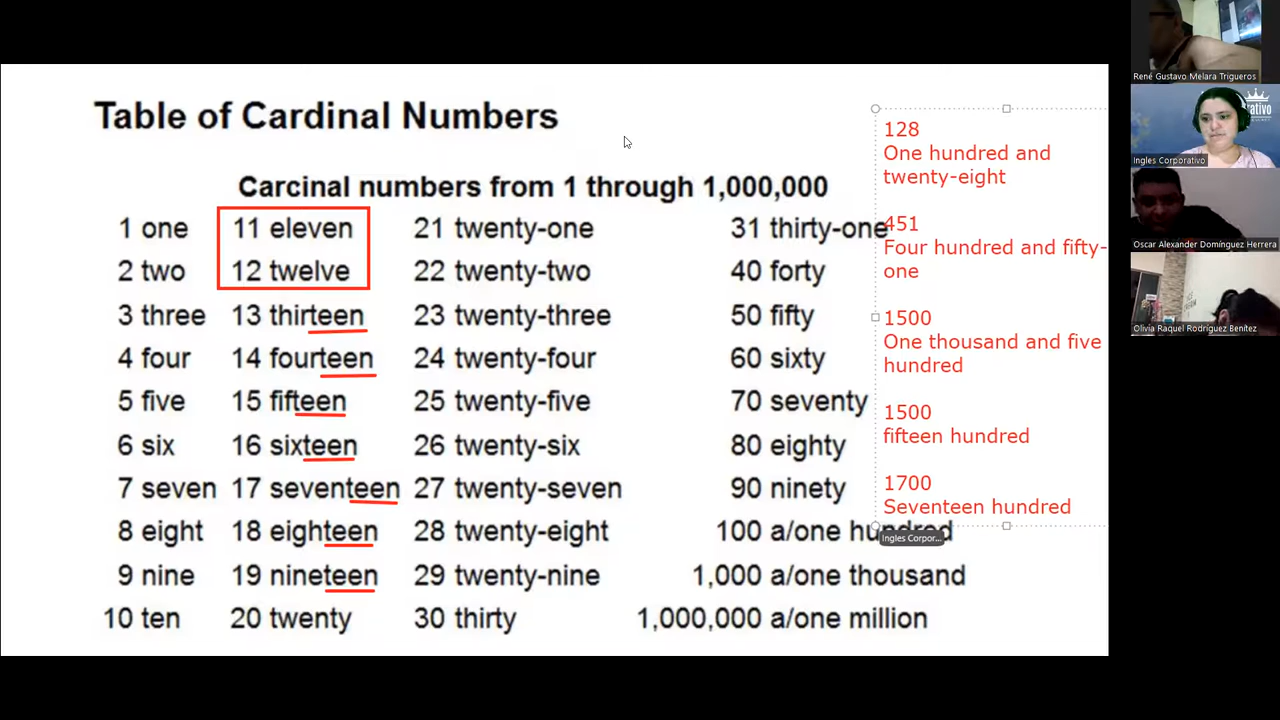 Table of Cardinal Numbers
Carcinal numbers from 1 through 1,000,000
1 one 11 eleven 21 twenty-one 31 thirty-one
2 two 12 twelve 22 twenty-two 40 forty
3 three 13 thirteen 23 twenty-three 50 fifty
4 four 14 fourteen 24 twenty-four 60 sixty
5 five 15 fifteen 25 twenty-five 70 seventy
6 six 16 sixteen 26 twenty-six 80 eighty
7 seven 17 seventeen 27 twenty-seven 90 ninety
8 eight 18 eighteen 28 twenty-eight 100 a/one hundred
9 nine 19 nineteen 29 twenty-nine 1,000 a/one thousand
10 ten 20 twenty 30 thirty 1,000,000 a/one million
128
One hundred and
twenty-eight
451
Four hundred and fifty-
one
1500
One thousand and five
hundred
1500
fifteen hundred
1700
Seventeen hundred
Ingles Corpor...
René Gustavo Melara Trigueros
Ingles Corporativo
Oscar Alexander Domínguez Herrera
Olivia Raquel Rodríguez Benítez